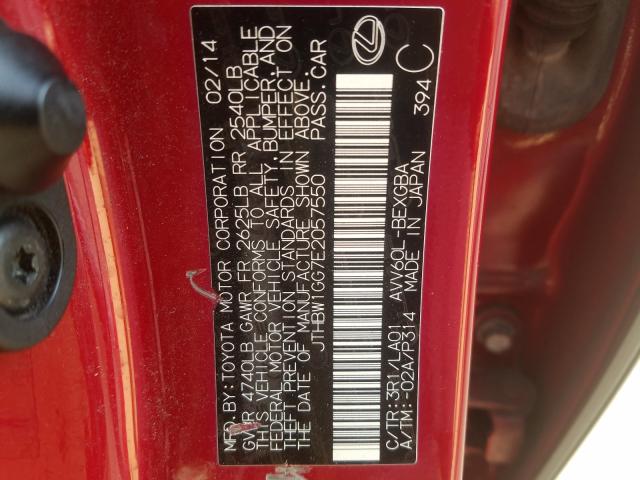 MFD. BY: TOYOTA MOTOR CORPORATION 02/14
GVWR 4740LB GAWR FR 2625LB RR 2540LB
THIS VEHICLE CONFORMS TO ALL APPLICABLE
FEDERAL MOTOR VEHICLE SAFETY, BUMPER, AND
THEFT PREVENTION STANDARDS IN EFFECT ON
THE DATE OF MANUFACTURE SHOWN ABOVE.
JTHBW1GG7E2057550 PASS. CAR
C/TR: 3R1/LA01 AVV60L-BEXGBA
A/TM: -02A/P314 MADE IN JAPAN 394 C